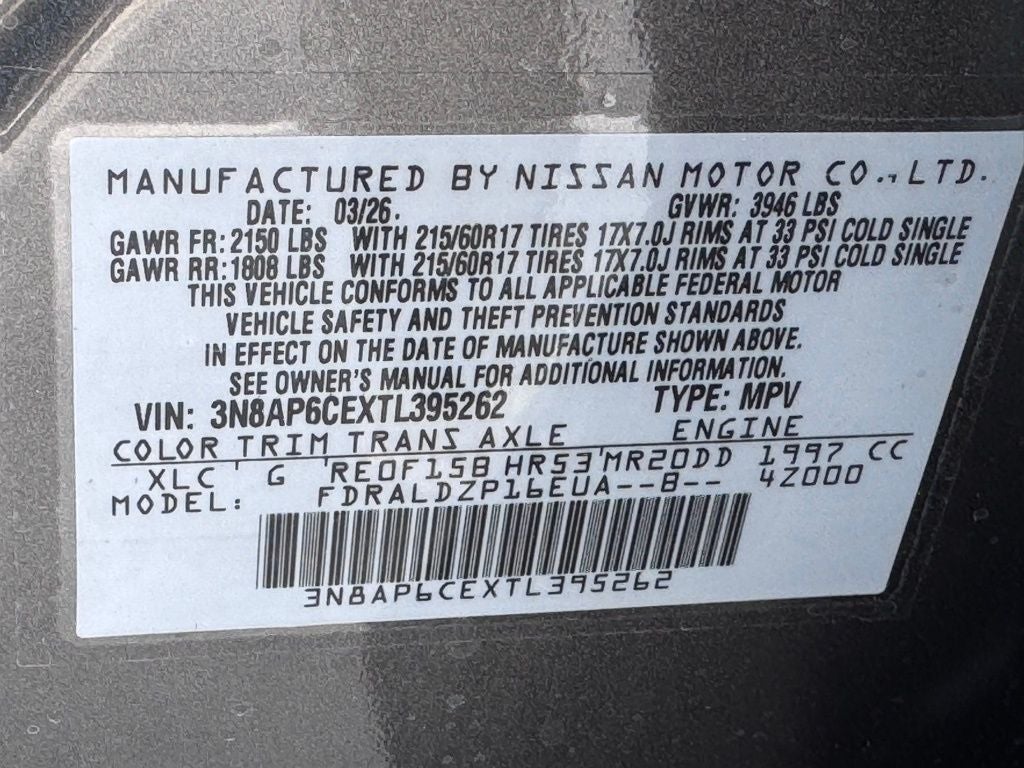 MANUFACTURED BY NISSAN MOTOR CO., LTD.
DATE: 03/26. GVWR: 3946 LBS
GAWR FR: 2150 LBS WITH 215/60R17 TIRES 17X7.0J RIMS AT 33 PSI COLD SINGLE
GAWR RR: 1808 LBS WITH 215/60R17 TIRES 17X7.0J RIMS AT 33 PSI COLD SINGLE
THIS VEHICLE CONFORMS TO ALL APPLICABLE FEDERAL MOTOR
VEHICLE SAFETY AND THEFT PREVENTION STANDARDS
IN EFFECT ON THE DATE OF MANUFACTURE SHOWN ABOVE.
SEE OWNER'S MANUAL FOR ADDITIONAL INFORMATION.
VIN: 3N8AP6CEXTL395262 TYPE: MPV
COLOR TRIM TRANS AXLE ENGINE
XLC G RE0F15B HR53 MR20DD 1997 CC
MODEL: FDRALDZP16EUA--B-- 4Z000
3N8AP6CEXTL395262